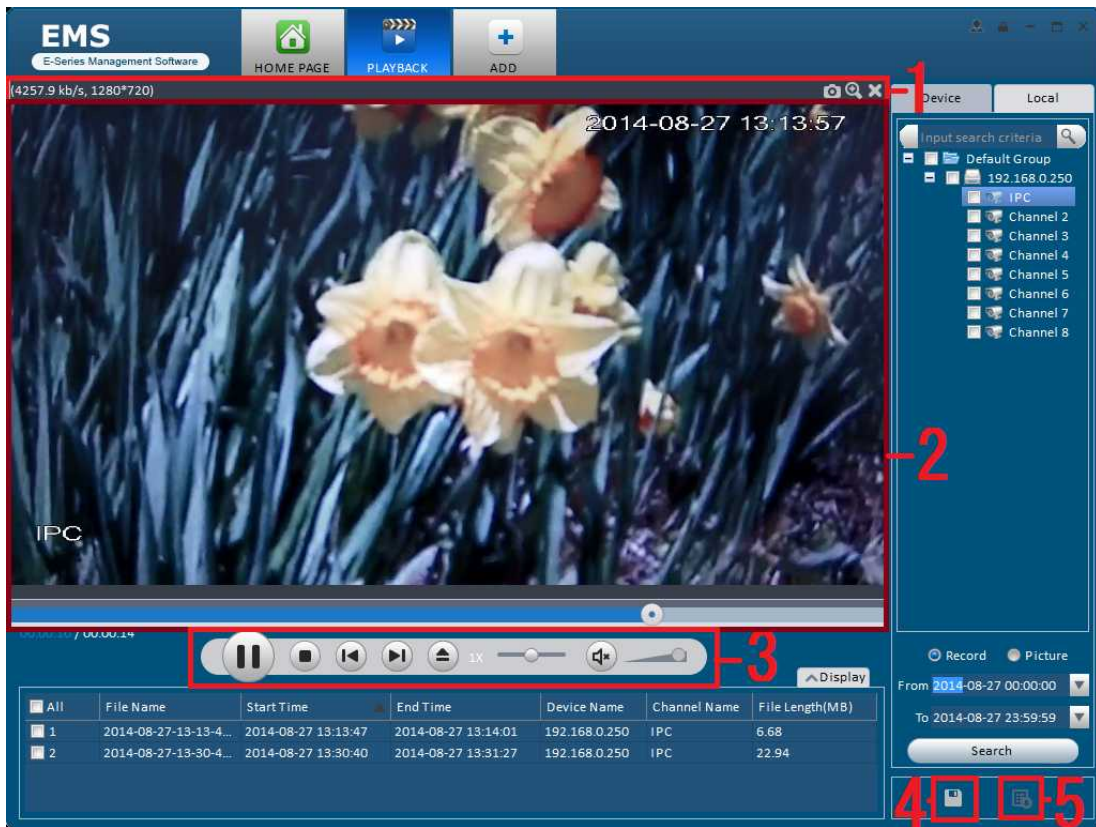 EMS
E-Series Management Software
HOME PAGE
PLAYBACK
ADD
(4257.9 kb/s, 1280*720)
1
Device
Local
2014-08-27 13:13:57
Input search criteria
Default Group
192.168.0.250
IPC
Channel 2
Channel 3
Channel 4
Channel 5
Channel 6
Channel 7
Channel 8
2
IPC
00:00:10 / 00:00:14
1X
3
Display
All File Name Start Time End Time Device Name Channel Name File Length(MB)
1 2014-08-27-13-13-4... 2014-08-27 13:13:47 2014-08-27 13:14:01 192.168.0.250 IPC 6.68
2 2014-08-27-13-30-4... 2014-08-27 13:30:40 2014-08-27 13:31:27 192.168.0.250 IPC 22.94
Record Picture
From 2014-08-27 00:00:00
To 2014-08-27 23:59:59
Search
4
5